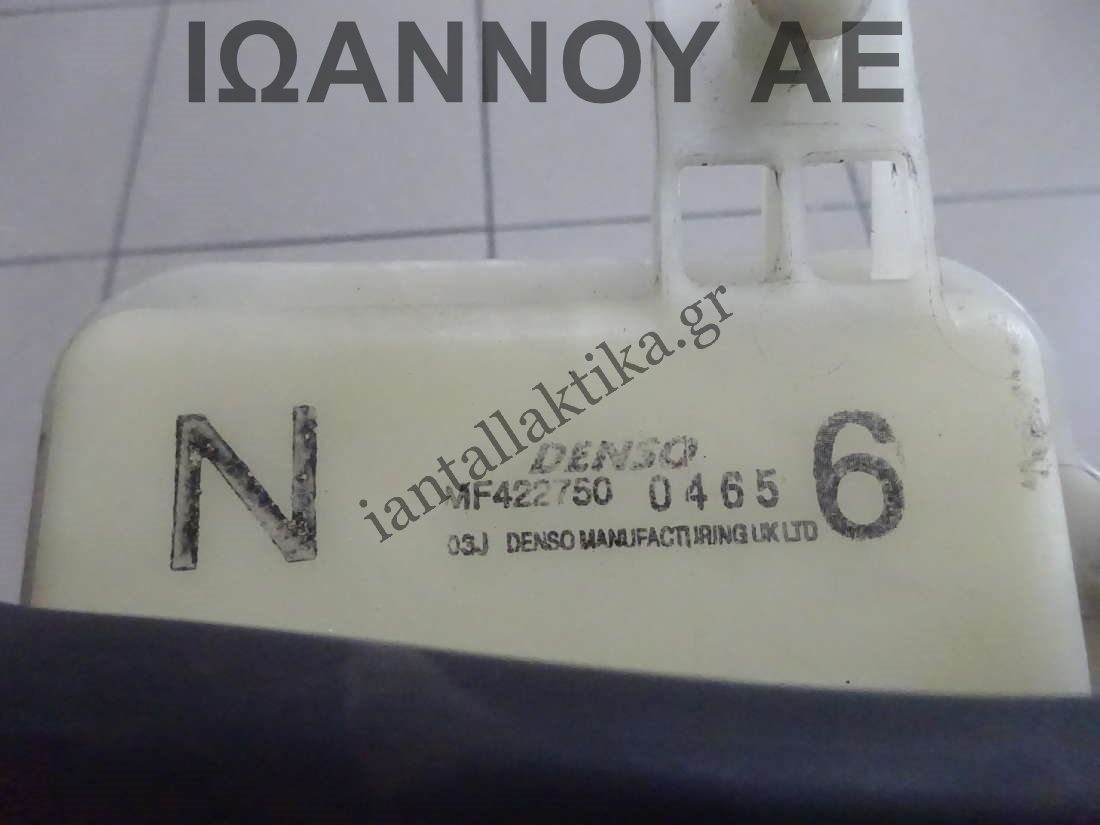 ΙΩΑΝΝΟΥ ΑΕ
iantallaktika.gr
N
DENSO
MF422750 0465
6
03J DENSO MANUFACTURING UK LTD